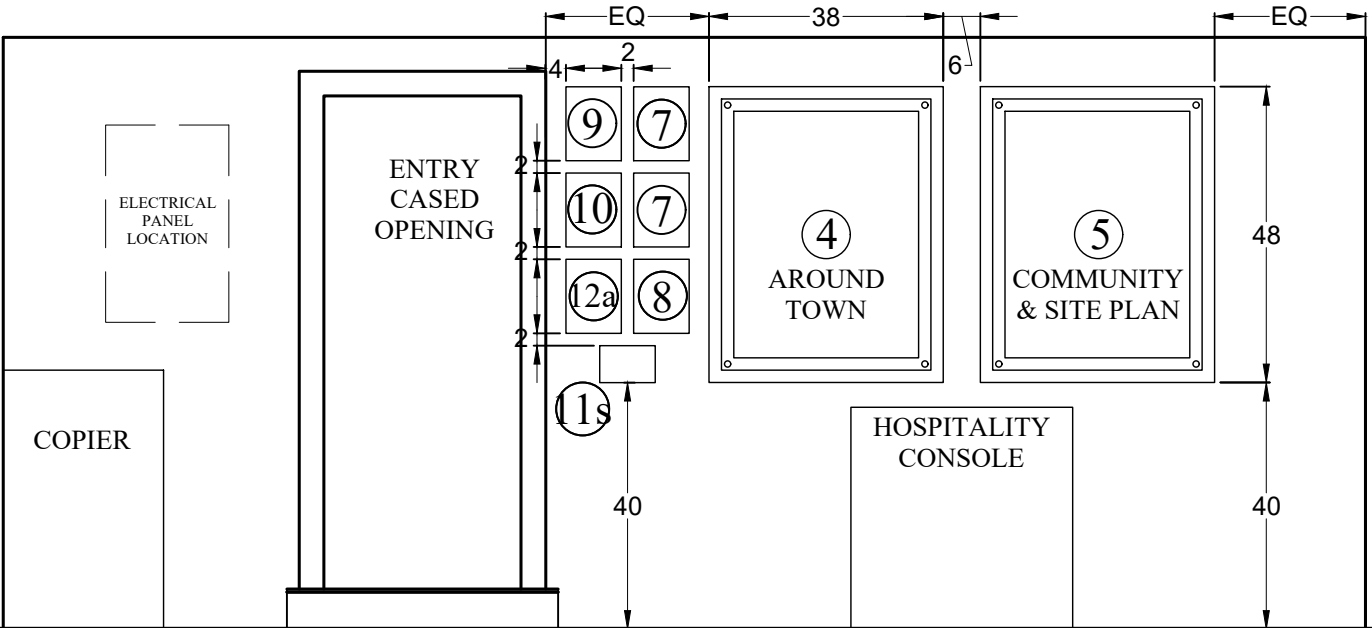 EQ
38
6
EQ
4
2
9
7
2
ENTRY
CASED
OPENING
ELECTRICAL
PANEL
LOCATION
10
7
2
4
AROUND
TOWN
5
COMMUNITY
& SITE PLAN
48
12a
8
2
11s
COPIER
HOSPITALITY
CONSOLE
40
40